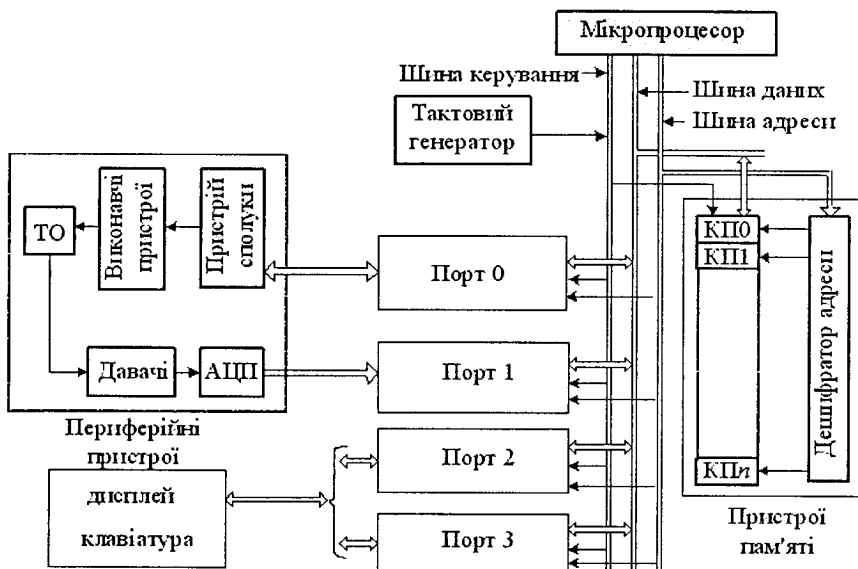 Мікропроцесор
Шина керування
Шина даних
Шина адреси
Тактовий
генератор
ТО
Виконавчі
пристрої
Пристрій
сполуки
Порт 0
КП0
КП1
Дешифратор адреси
Давачі
АЦП
Порт 1
Периферійні
пристрої
Порт 2
КПn
дисплей
клавіатура
Порт 3
Пристрої
пам'яті